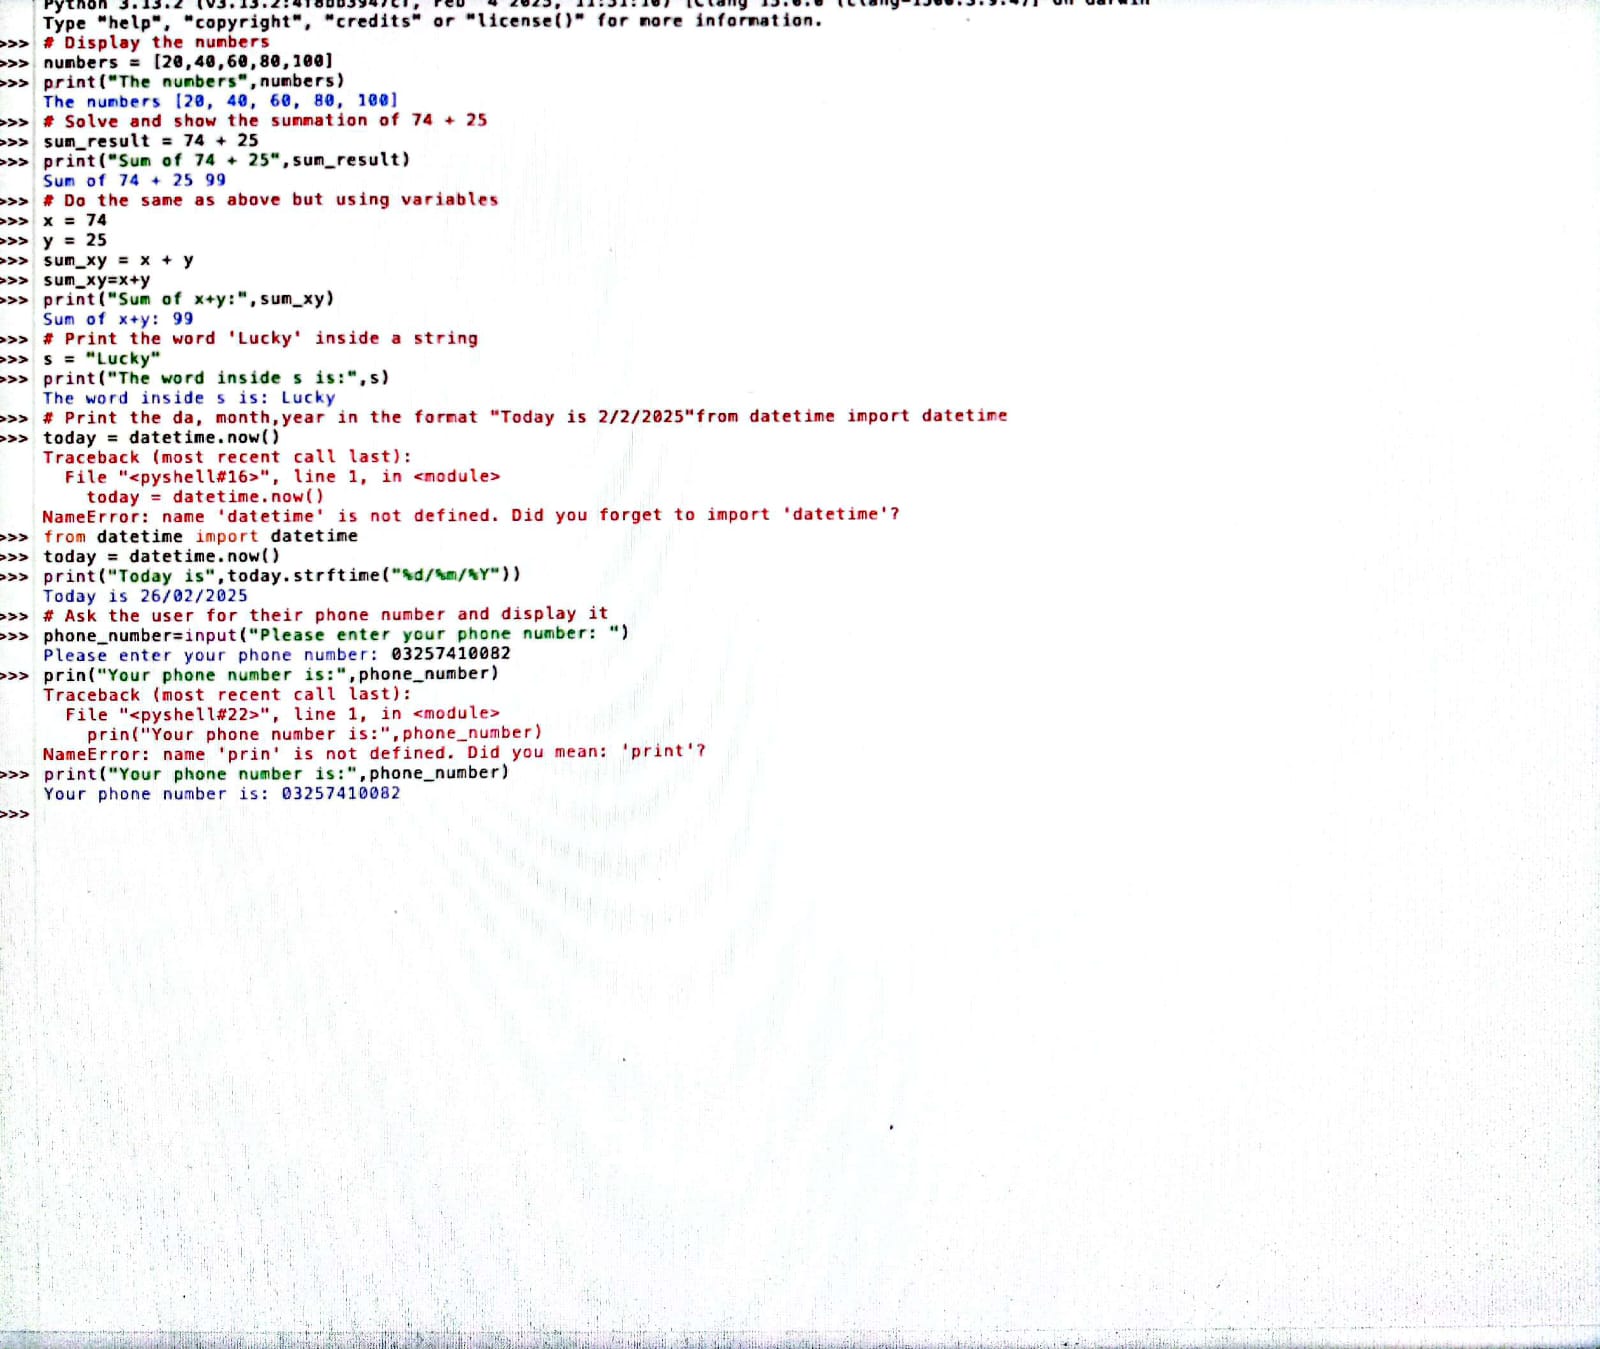 Python 3.13.2 (v3.13.2:4f8bb3947cf, Feb  4 2025, 11:51:10) [Clang 15.0.0 (clang-1500.3.9.4)] on darwin
Type "help", "copyright", "credits" or "license()" for more information.
>>> # Display the numbers
>>> numbers = [20,40,60,80,100]
>>> print("The numbers",numbers)
The numbers [20, 40, 60, 80, 100]
>>> # Solve and show the summation of 74 + 25
>>> sum_result = 74 + 25
>>> print("Sum of 74 + 25",sum_result)
Sum of 74 + 25 99
>>> # Do the same as above but using variables
>>> x = 74
>>> y = 25
>>> sum_xy = x + y
>>> sum_xy=x+y
>>> print("Sum of x+y:",sum_xy)
Sum of x+y: 99
>>> # Print the word 'Lucky' inside a string
>>> s = "Lucky"
>>> print("The word inside s is:",s)
The word inside s is: Lucky
>>> # Print the da, month,year in the format "Today is 2/2/2025"from datetime import datetime
>>> today = datetime.now()
Traceback (most recent call last):
  File "<pyshell#16>", line 1, in <module>
    today = datetime.now()
NameError: name 'datetime' is not defined. Did you forget to import 'datetime'?
>>> from datetime import datetime
>>> today = datetime.now()
>>> print("Today is",today.strftime("%d/%m/%Y"))
Today is 26/02/2025
>>> # Ask the user for their phone number and display it
>>> phone_number=input("Please enter your phone number: ")
Please enter your phone number: 03257410082
>>> prin("Your phone number is:",phone_number)
Traceback (most recent call last):
  File "<pyshell#22>", line 1, in <module>
    prin("Your phone number is:",phone_number)
NameError: name 'prin' is not defined. Did you mean: 'print'?
>>> print("Your phone number is:",phone_number)
Your phone number is: 03257410082
>>>